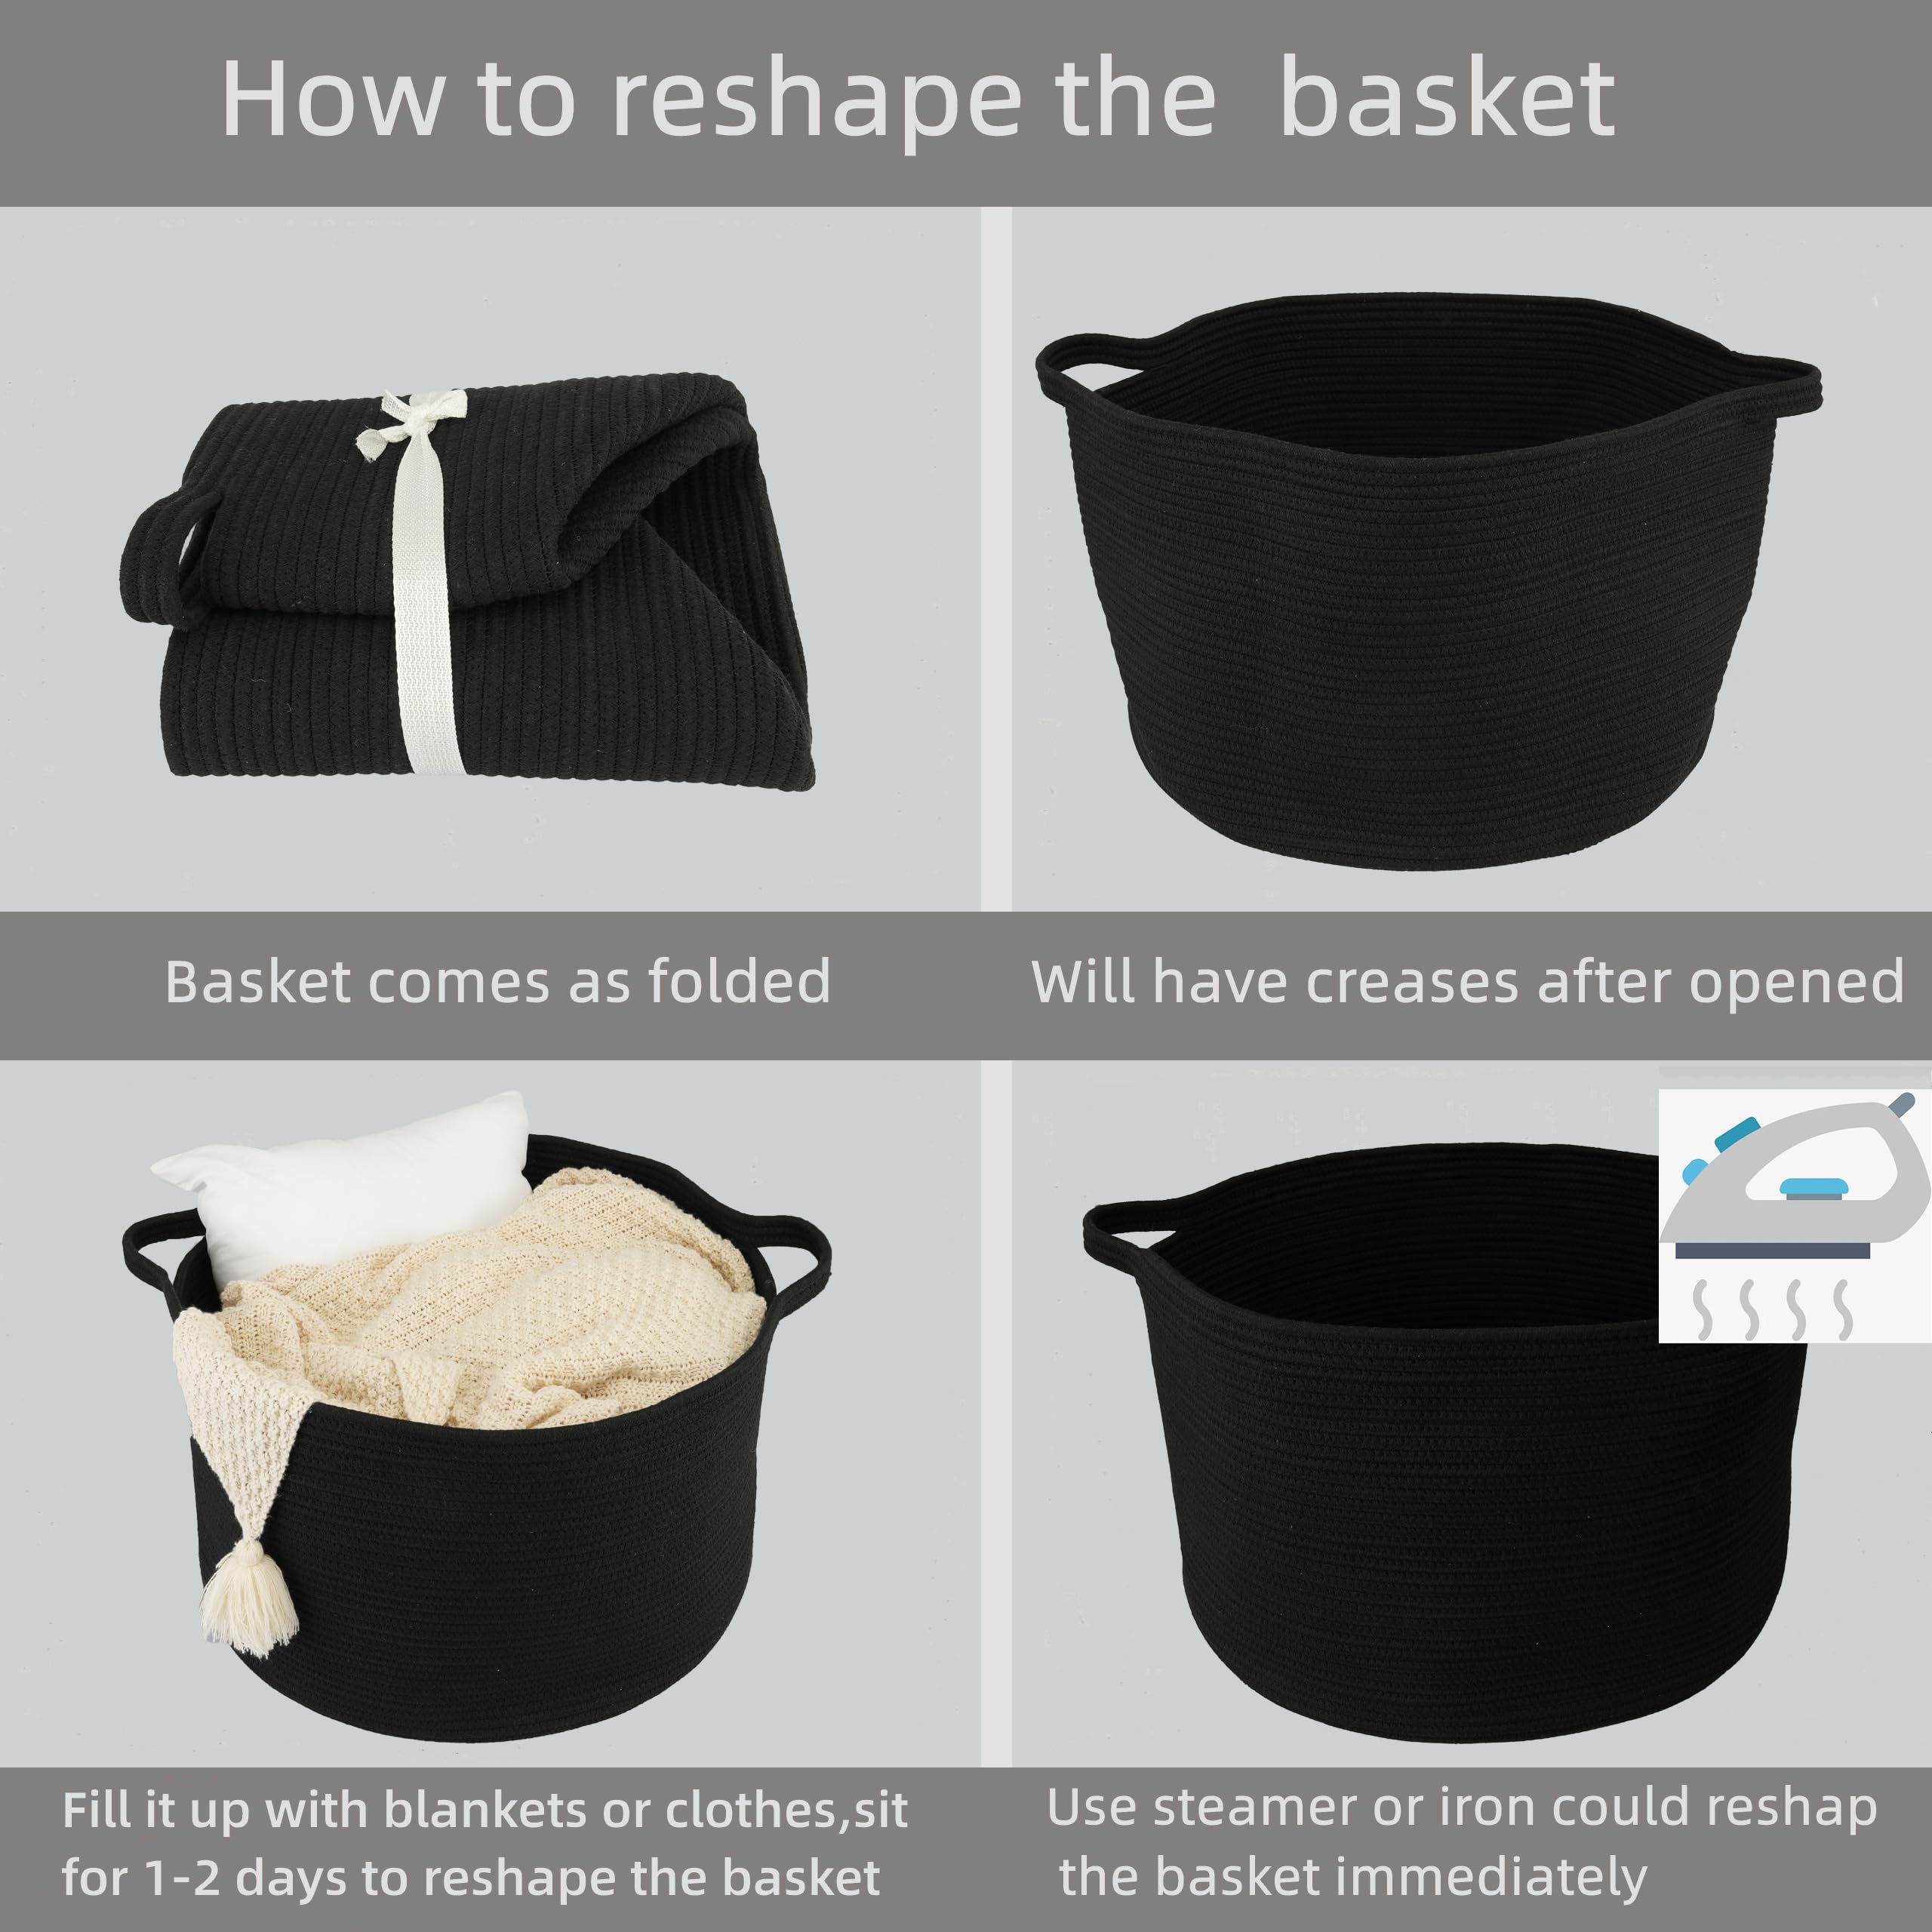 How to reshape the  basket
Basket comes as folded
Will have creases after opened
Fill it up with blankets or clothes,sit
for 1-2 days to reshape the basket
Use steamer or iron could reshap
the basket immediately